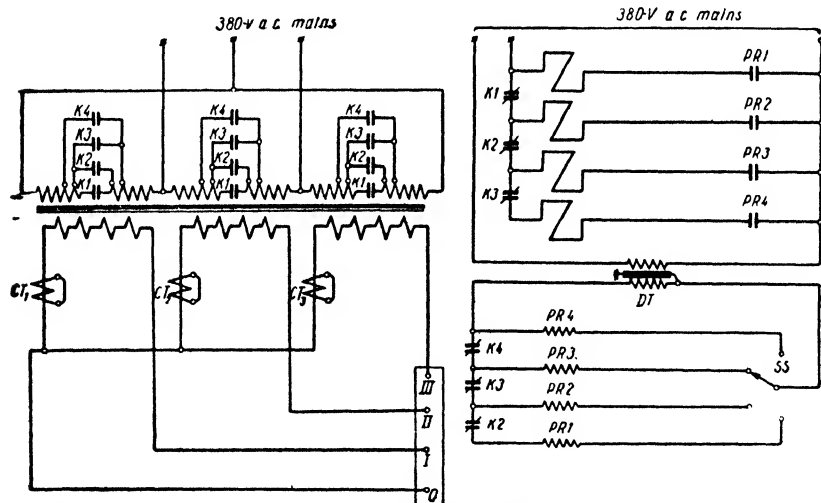 380-V a.c. mains
K4
K3
K2
K1
K4
K3
K2
K1
K4
K3
K2
K1
CT1
CT2
CT3
III
II
I
0
380-V a.c. mains
PR1
K1
PR2
K2
PR3
K3
PR4
DT
PR4
K4
PR3.
SS
K3
PR2
K2
PR1